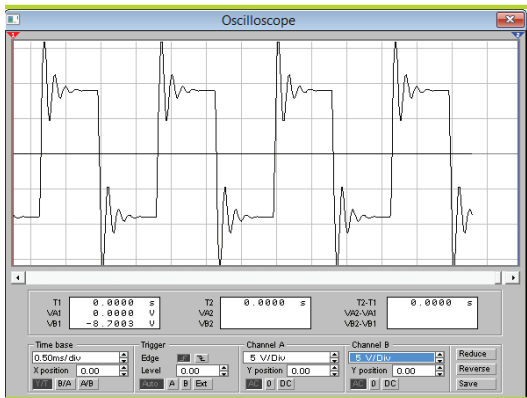 Oscilloscope
1
2
T1 0.0000 s
VA1 0.0000 V
VB1 -8.7003 V
T2 0.0000 s
VA2
VB2
T2-T1
VA2-VA1
VB2-VB1
Time base
0.50ms/div
X position 0.00
Y/T B/A A/B
Trigger
Edge
Level 0.00
Auto A B Ext
Channel A
5 V/Div
Y position 0.00
AC 0 DC
Channel B
5 V/Div
Y position 0.00
AC 0 DC
Reduce
Reverse
Save